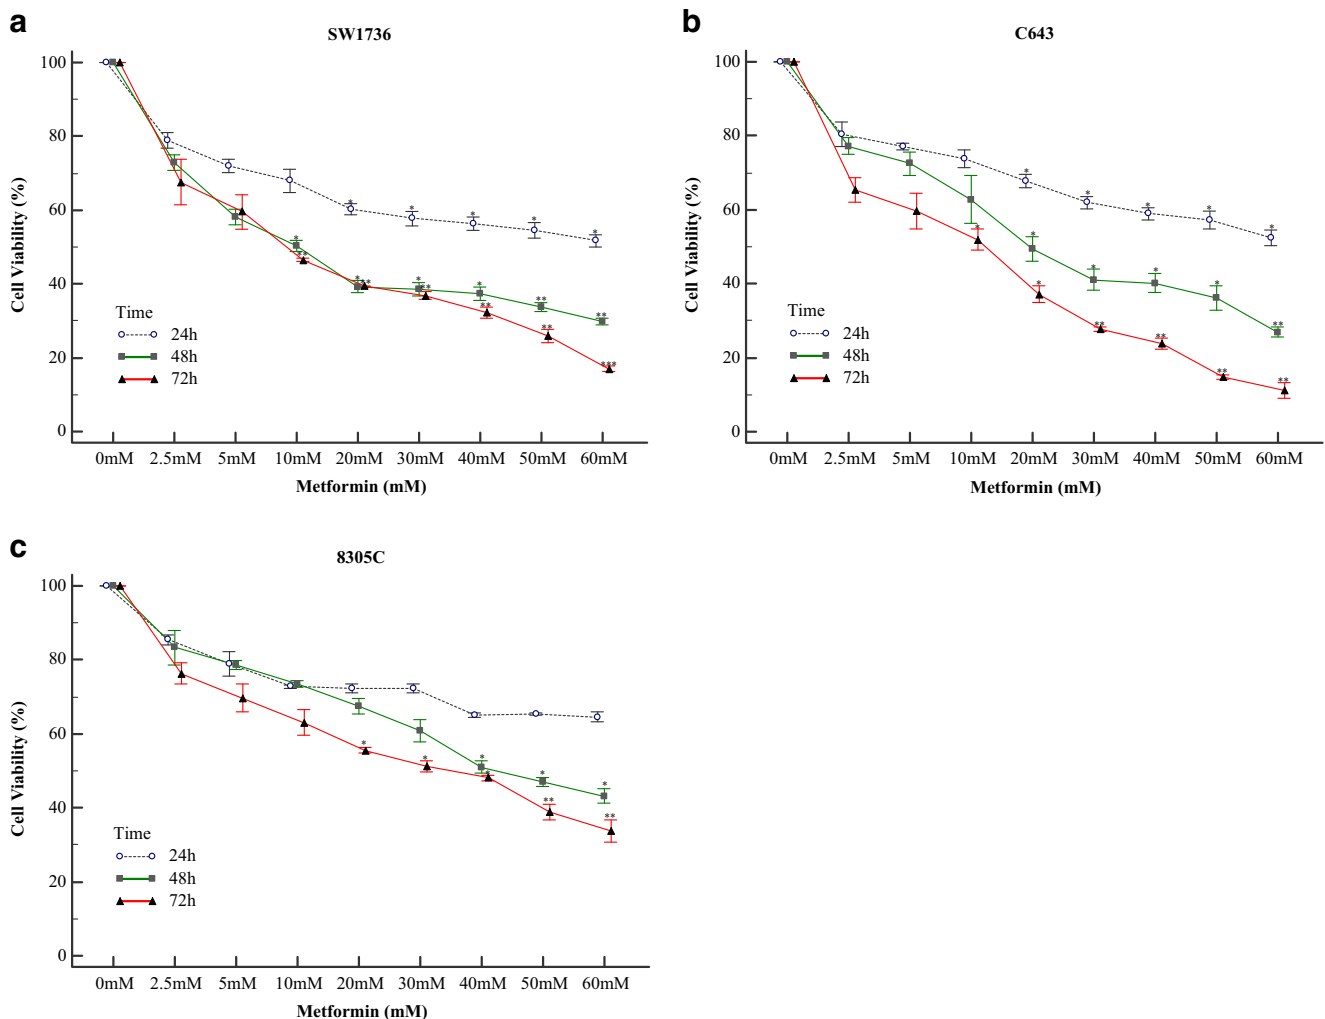 a
SW1736
100
80
60
40
20
0
Cell Viability (%)
Time
24h
48h
72h
* * * * *
* * * * ** **
** ** ** ** ** ***
0mM 2.5mM 5mM 10mM 20mM 30mM 40mM 50mM 60mM
Metformin (mM)
b
C643
100
80
60
40
20
0
Cell Viability (%)
Time
24h
48h
72h
* * * * *
* * * * **
* * ** ** ** **
0mM 2.5mM 5mM 10mM 20mM 30mM 40mM 50mM 60mM
Metformin (mM)
c
8305C
100
80
60
40
20
0
Cell Viability (%)
Time
24h
48h
72h
* * *
* * * ** **
0mM 2.5mM 5mM 10mM 20mM 30mM 40mM 50mM 60mM
Metformin (mM)